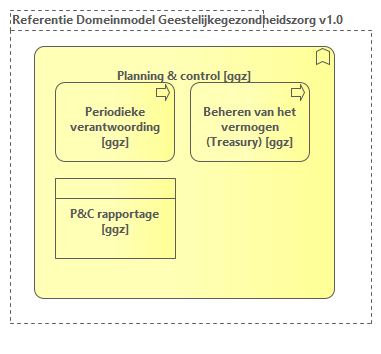 Referentie Domeinmodel Geestelijkegezondheidszorg v1.0
Planning & control [ggz]
Periodieke
verantwoording
[ggz]
Beheren van het
vermogen
(Treasury) [ggz]
P&C rapportage
[ggz]